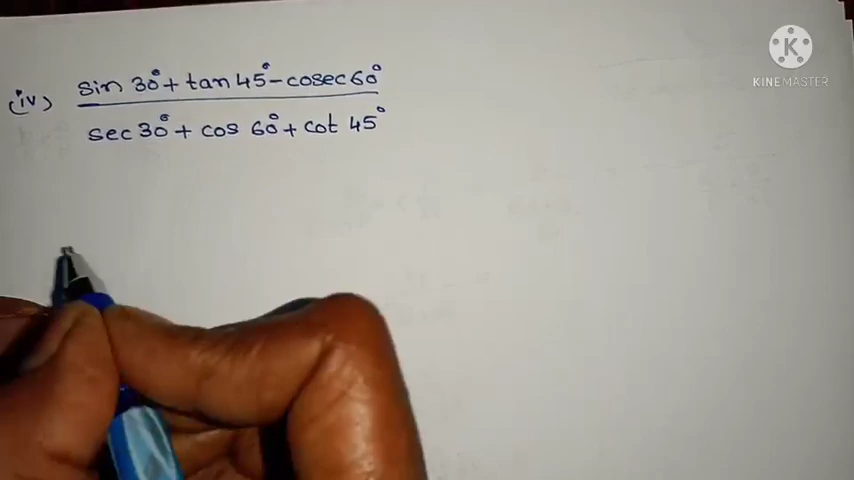 (iv) sin 30° + tan 45° - cosec 60°
sec 30° + cos 60° + cot 45°
K
KINEMASTER